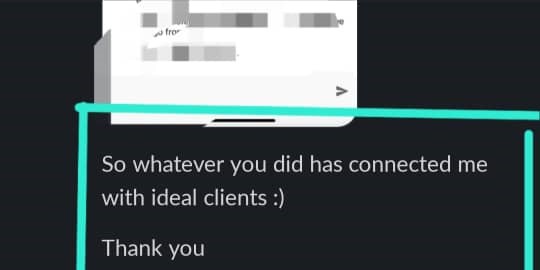 So whatever you did has connected me
with ideal clients :)
Thank you